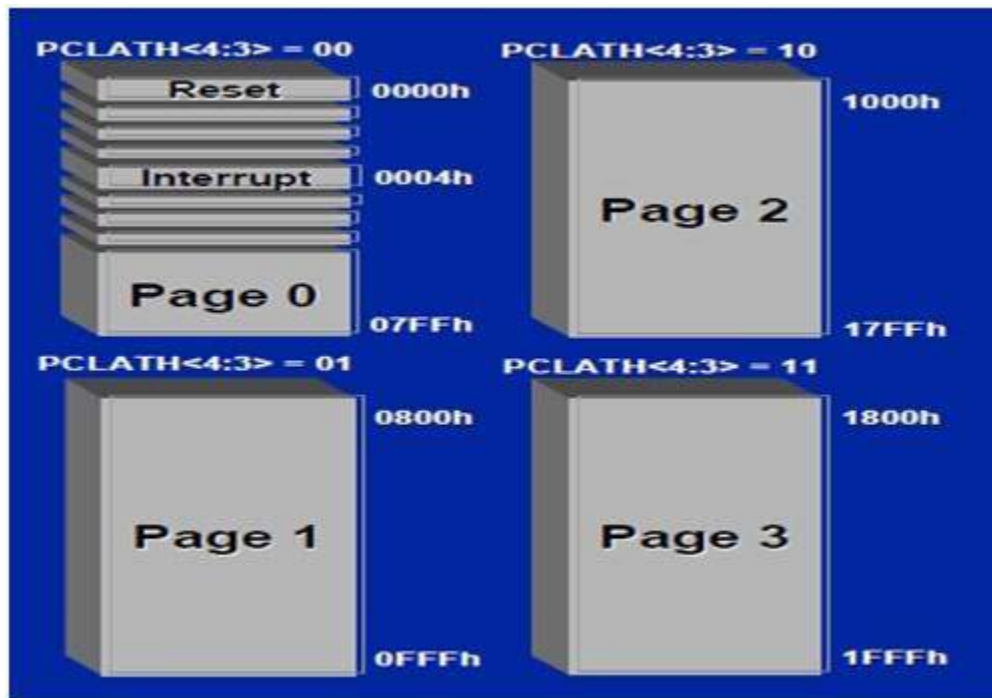 PCLATH<4:3> = 00
Reset
0000h
Interrupt
0004h
Page 0
07FFh
PCLATH<4:3> = 10
1000h
Page 2
17FFh
PCLATH<4:3> = 01
0800h
Page 1
0FFFh
PCLATH<4:3> = 11
1800h
Page 3
1FFFh